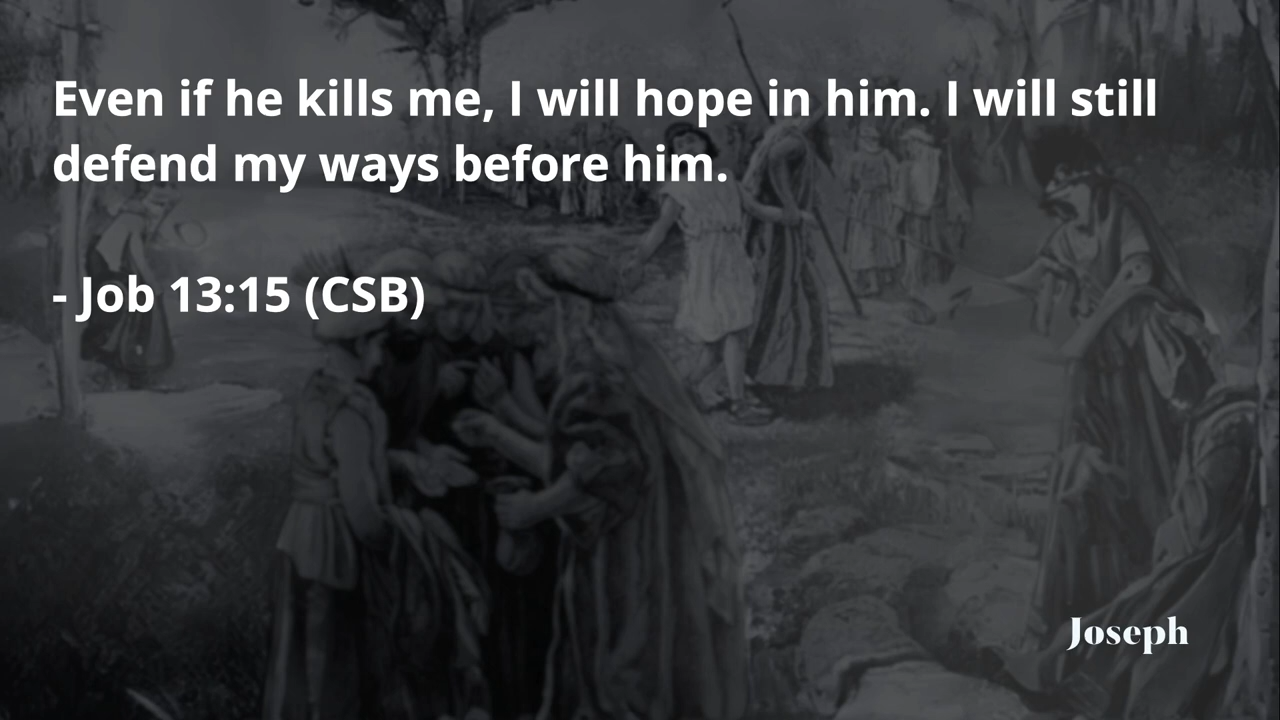 Even if he kills me, I will hope in him. I will still
defend my ways before him.
- Job 13:15 (CSB)
Joseph